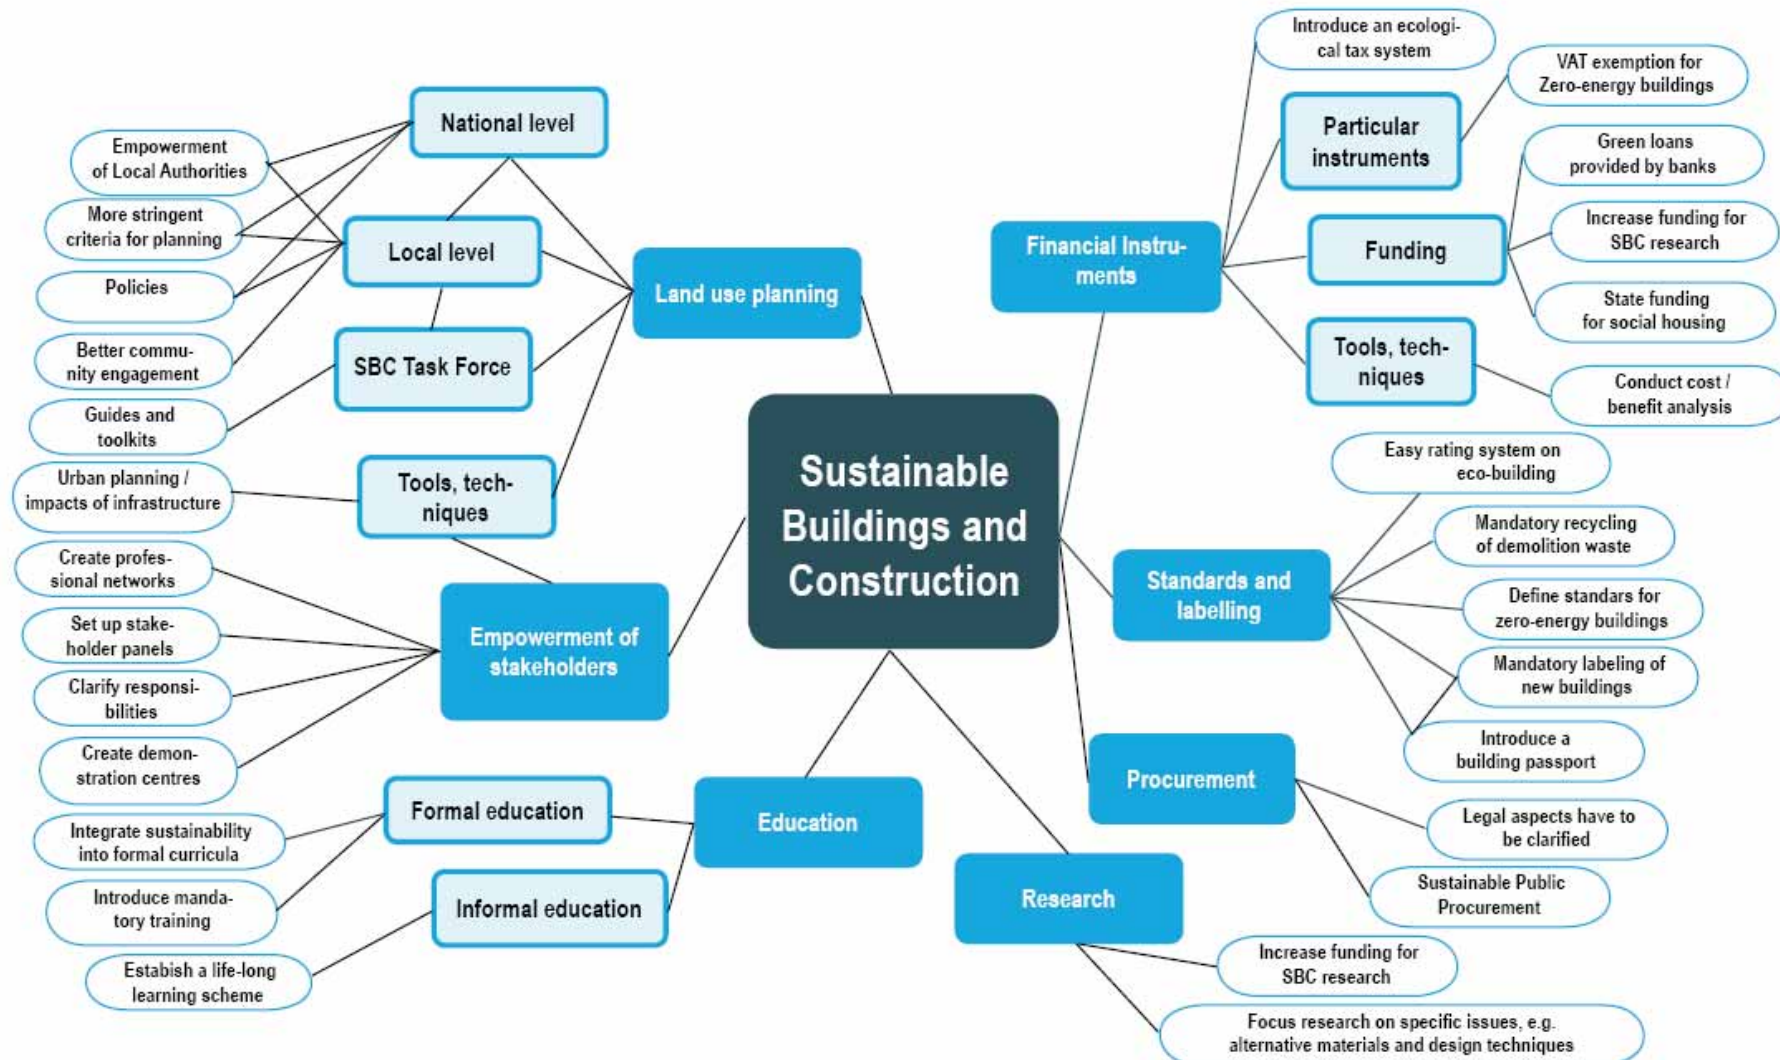 Sustainable
Buildings and
Construction
Land use planning
National level
Local level
SBC Task Force
Tools, tech-
niques
Empowerment
of Local Authorities
More stringent
criteria for planning
Policies
Better commu-
nity engagement
Guides and
toolkits
Urban planning /
impacts of infrastructure
Empowerment of
stakeholders
Create profes-
sional networks
Set up stake-
holder panels
Clarify responsi-
bilities
Create demon-
stration centres
Education
Formal education
Integrate sustainability
into formal curricula
Introduce manda-
tory training
Informal education
Estabish a life-long
learning scheme
Financial Instru-
ments
Introduce an ecologi-
cal tax system
Particular
instruments
VAT exemption for
Zero-energy buildings
Funding
Green loans
provided by banks
Increase funding for
SBC research
State funding
for social housing
Tools, tech-
niques
Conduct cost /
benefit analysis
Standards and
labelling
Easy rating system on
eco-building
Mandatory recycling
of demolition waste
Define standars for
zero-energy buildings
Mandatory labeling of
new buildings
Introduce a
building passport
Procurement
Legal aspects have to
be clarified
Sustainable Public
Procurement
Research
Increase funding for
SBC research
Focus research on specific issues, e.g.
alternative materials and design techniques